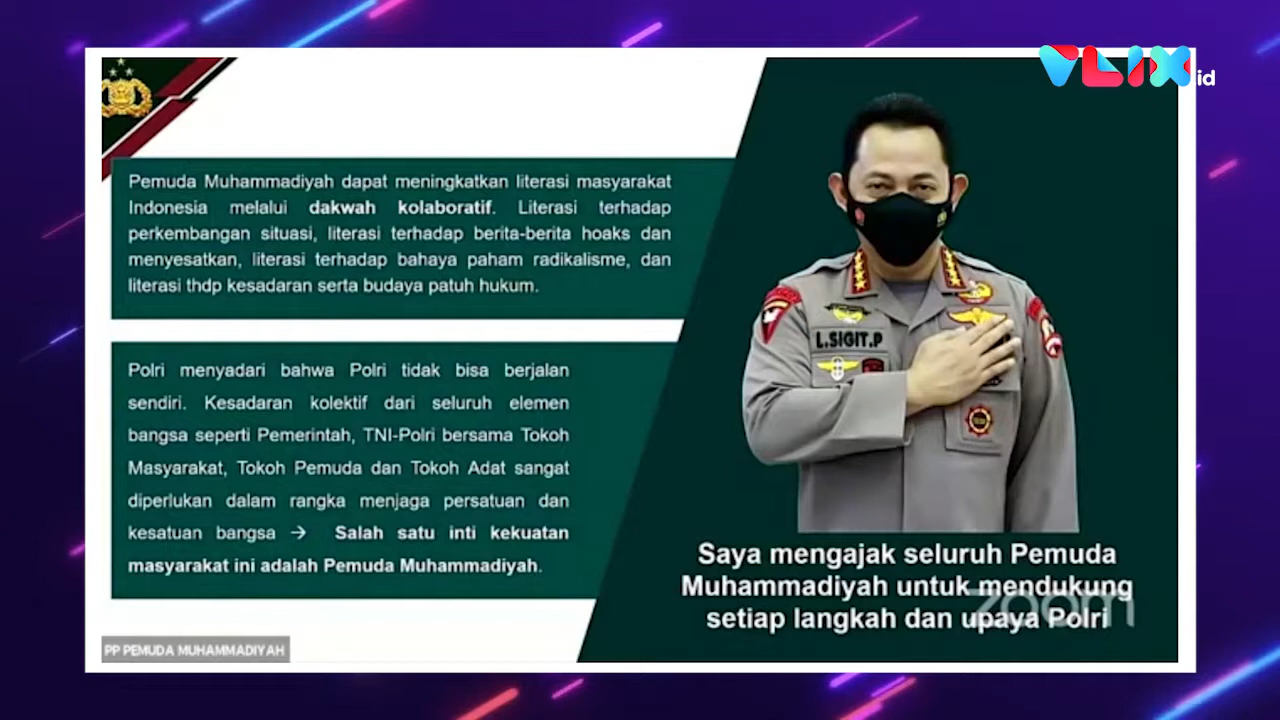 VLIX.id
Pemuda Muhammadiyah dapat meningkatkan literasi masyarakat
Indonesia melalui dakwah kolaboratif. Literasi terhadap
perkembangan situasi, literasi terhadap berita-berita hoaks dan
menyesatkan, literasi terhadap bahaya paham radikalisme, dan
literasi thdp kesadaran serta budaya patuh hukum.
Polri menyadari bahwa Polri tidak bisa berjalan
sendiri. Kesadaran kolektif dari seluruh elemen
bangsa seperti Pemerintah, TNI-Polri bersama Tokoh
Masyarakat, Tokoh Pemuda dan Tokoh Adat sangat
diperlukan dalam rangka menjaga persatuan dan
kesatuan bangsa → Salah satu inti kekuatan
masyarakat ini adalah Pemuda Muhammadiyah.
L.SIGIT.P
Saya mengajak seluruh Pemuda
Muhammadiyah untuk mendukung
setiap langkah dan upaya Polri
zoom
PP PEMUDA MUHAMMADIYAH